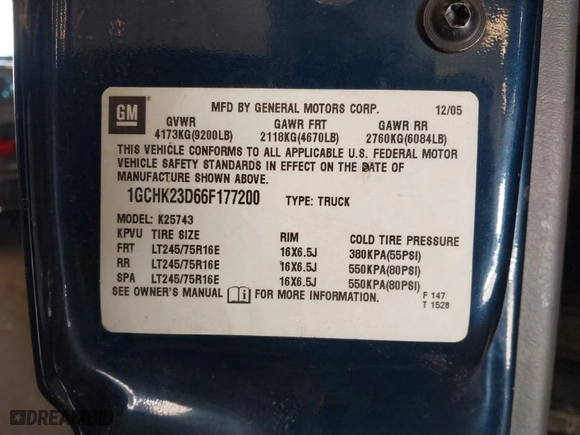 GM
MFD BY GENERAL MOTORS CORP. 12/05
GVWR GAWR FRT GAWR RR
4173KG(9200LB) 2118KG(4670LB) 2760KG(6084LB)
THIS VEHICLE CONFORMS TO ALL APPLICABLE U.S. FEDERAL MOTOR
VEHICLE SAFETY STANDARDS IN EFFECT ON THE DATE OF
MANUFACTURE SHOWN ABOVE.
1GCHK23D66F177200 TYPE: TRUCK
MODEL: K25743
KPVU TIRE SIZE RIM COLD TIRE PRESSURE
FRT LT245/75R16E 16X6.5J 380KPA(55PSI)
RR LT245/75R16E 16X6.5J 550KPA(80PSI)
SPA LT245/75R16E 16X6.5J 550KPA(80PSI)
SEE OWNER'S MANUAL i FOR MORE INFORMATION.
F 147
T 1528
DREAMBID